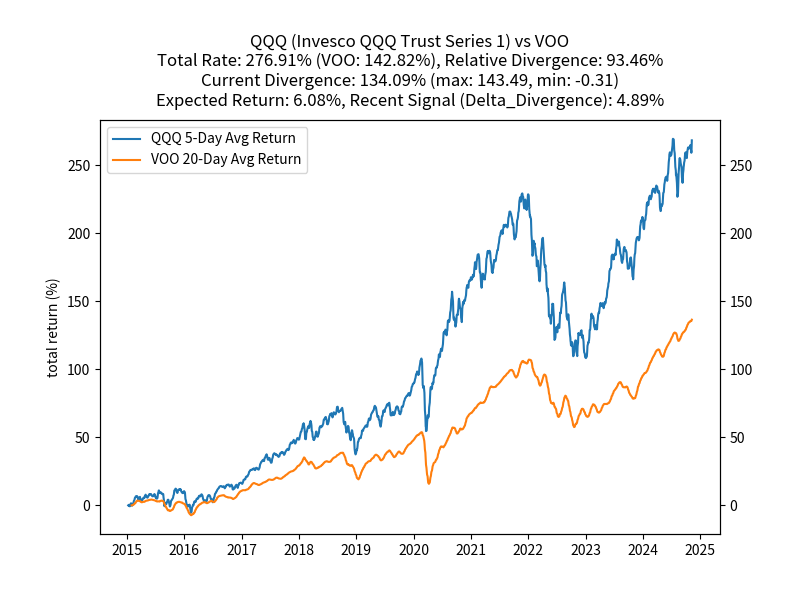 QQQ (Invesco QQQ Trust Series 1) vs VOO
Total Rate: 276.91% (VOO: 142.82%), Relative Divergence: 93.46%
Current Divergence: 134.09% (max: 143.49, min: -0.31)
Expected Return: 6.08%, Recent Signal (Delta_Divergence): 4.89%
QQQ 5-Day Avg Return
VOO 20-Day Avg Return
total return (%)
250
200
150
100
50
0
250
200
150
100
50
0
2015 2016 2017 2018 2019 2020 2021 2022 2023 2024 2025